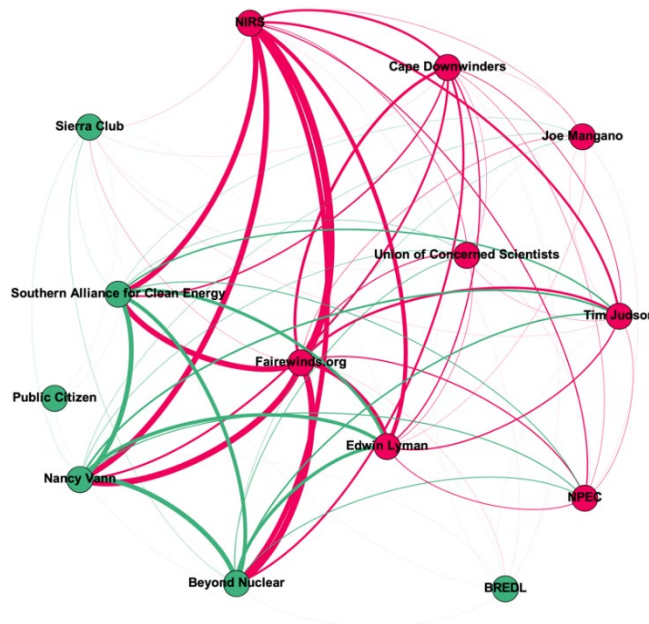 NIRS
Cape Downwinders
Sierra Club
Joe Mangano
Union of Concerned Scientists
Southern Alliance for Clean Energy
Tim Judson
Fairewinds.org
Public Citizen
Edwin Lyman
Nancy Vann
NPEC
Beyond Nuclear
BREDL